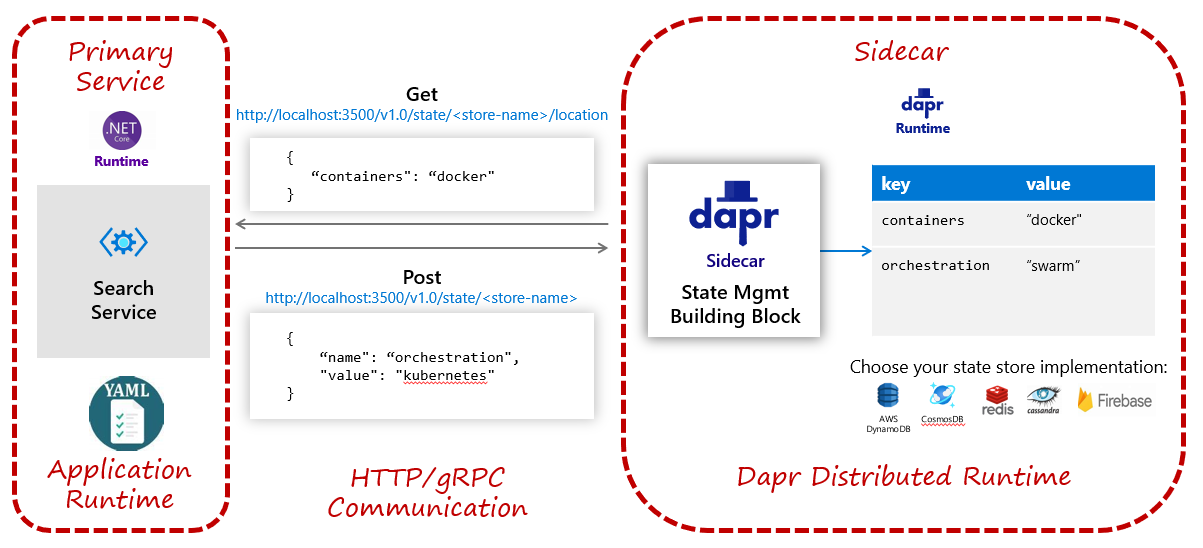 Primary
Service
.NET
Core
Runtime
Search
Service
YAML
Application
Runtime
Get
http://localhost:3500/v1.0/state/<store-name>/location
{
“containers": “docker"
}
Post
http://localhost:3500/v1.0/state/<store-name>
{
“name": “orchestration",
"value": "kubernetes"
}
HTTP/gRPC
Communication
Sidecar
dapr
Runtime
dapr
Sidecar
State Mgmt
Building Block
key value
containers “docker"
orchestration “swarm”
Choose your state store implementation:
AWS
DynamoDB
CosmosDB
redis
cassandra
Firebase
Dapr Distributed Runtime